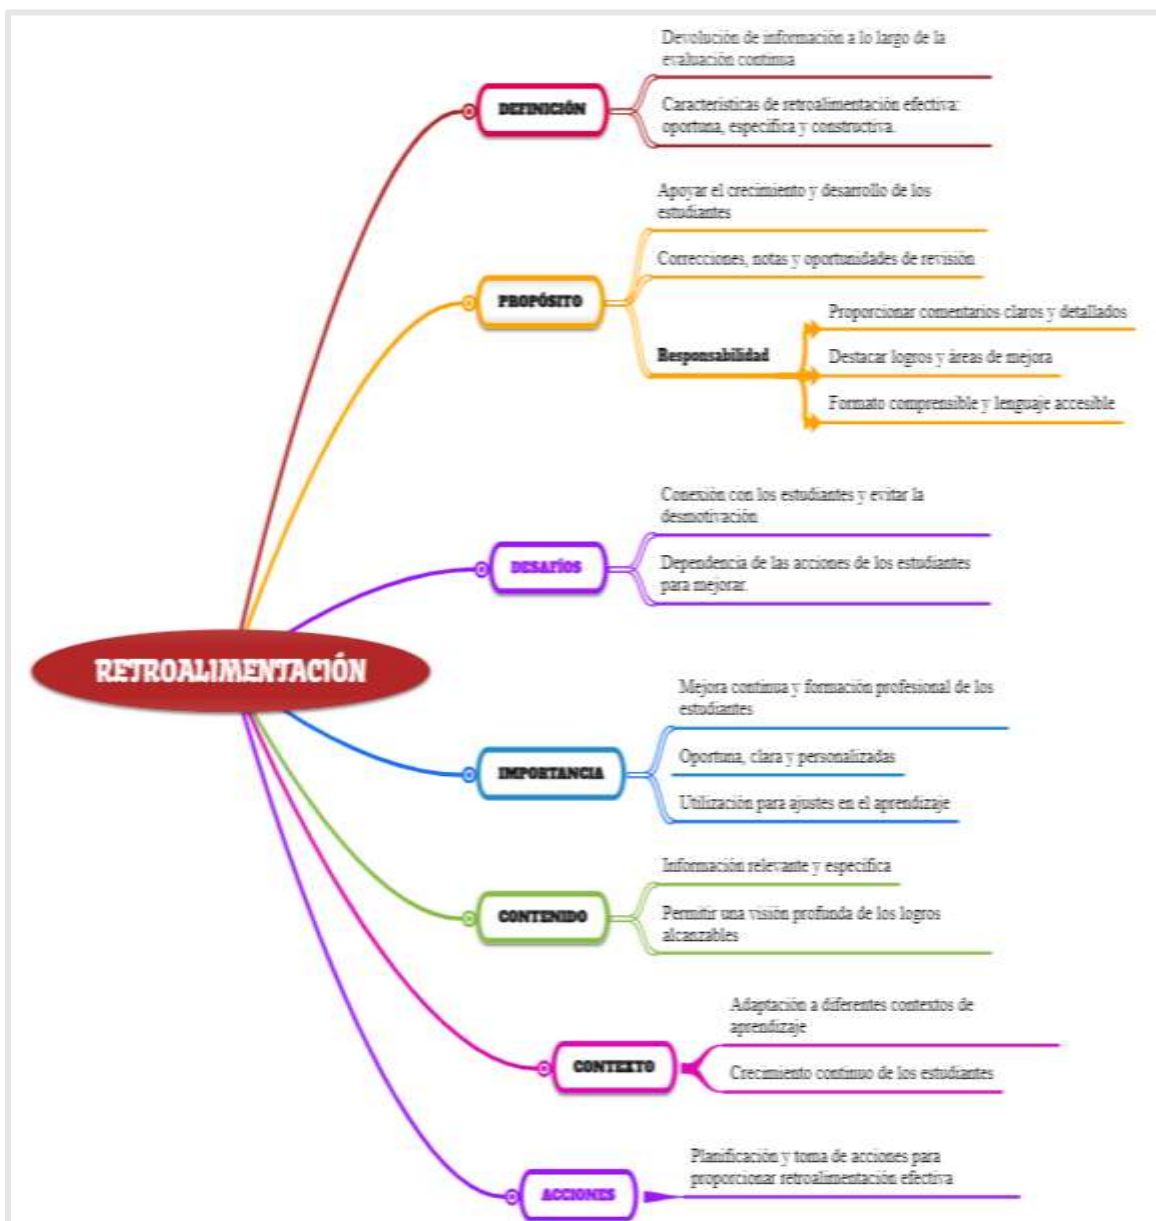 Devolución de información a lo largo de la
evaluación continua
DEFINICIÓN
Características de retroalimentación efectiva:
oportuna, específica y constructiva.
Apoyar el crecimiento y desarrollo de los
estudiantes
Correcciones, notas y oportunidades de revisión
PROPÓSITO
Responsabilidad
Proporcionar comentarios claros y detallados
Destacar logros y áreas de mejora
Formato comprensible y lenguaje accesible
Conexión con los estudiantes y evitar la
desmotivación
DESAFÍOS
Dependencia de las acciones de los estudiantes
para mejorar.
RETROALIMENTACIÓN
Mejora continua y formación profesional de los
estudiantes
IMPORTANCIA
Oportuna, clara y personalizadas
Utilización para ajustes en el aprendizaje
Información relevante y específica
CONTENIDO
Permitir una visión profunda de los logros
alcanzables
Adaptación a diferentes contextos de
aprendizaje
CONTEXTO
Crecimiento continuo de los estudiantes
Planificación y toma de acciones para
proporcionar retroalimentación efectiva
ACCIONES